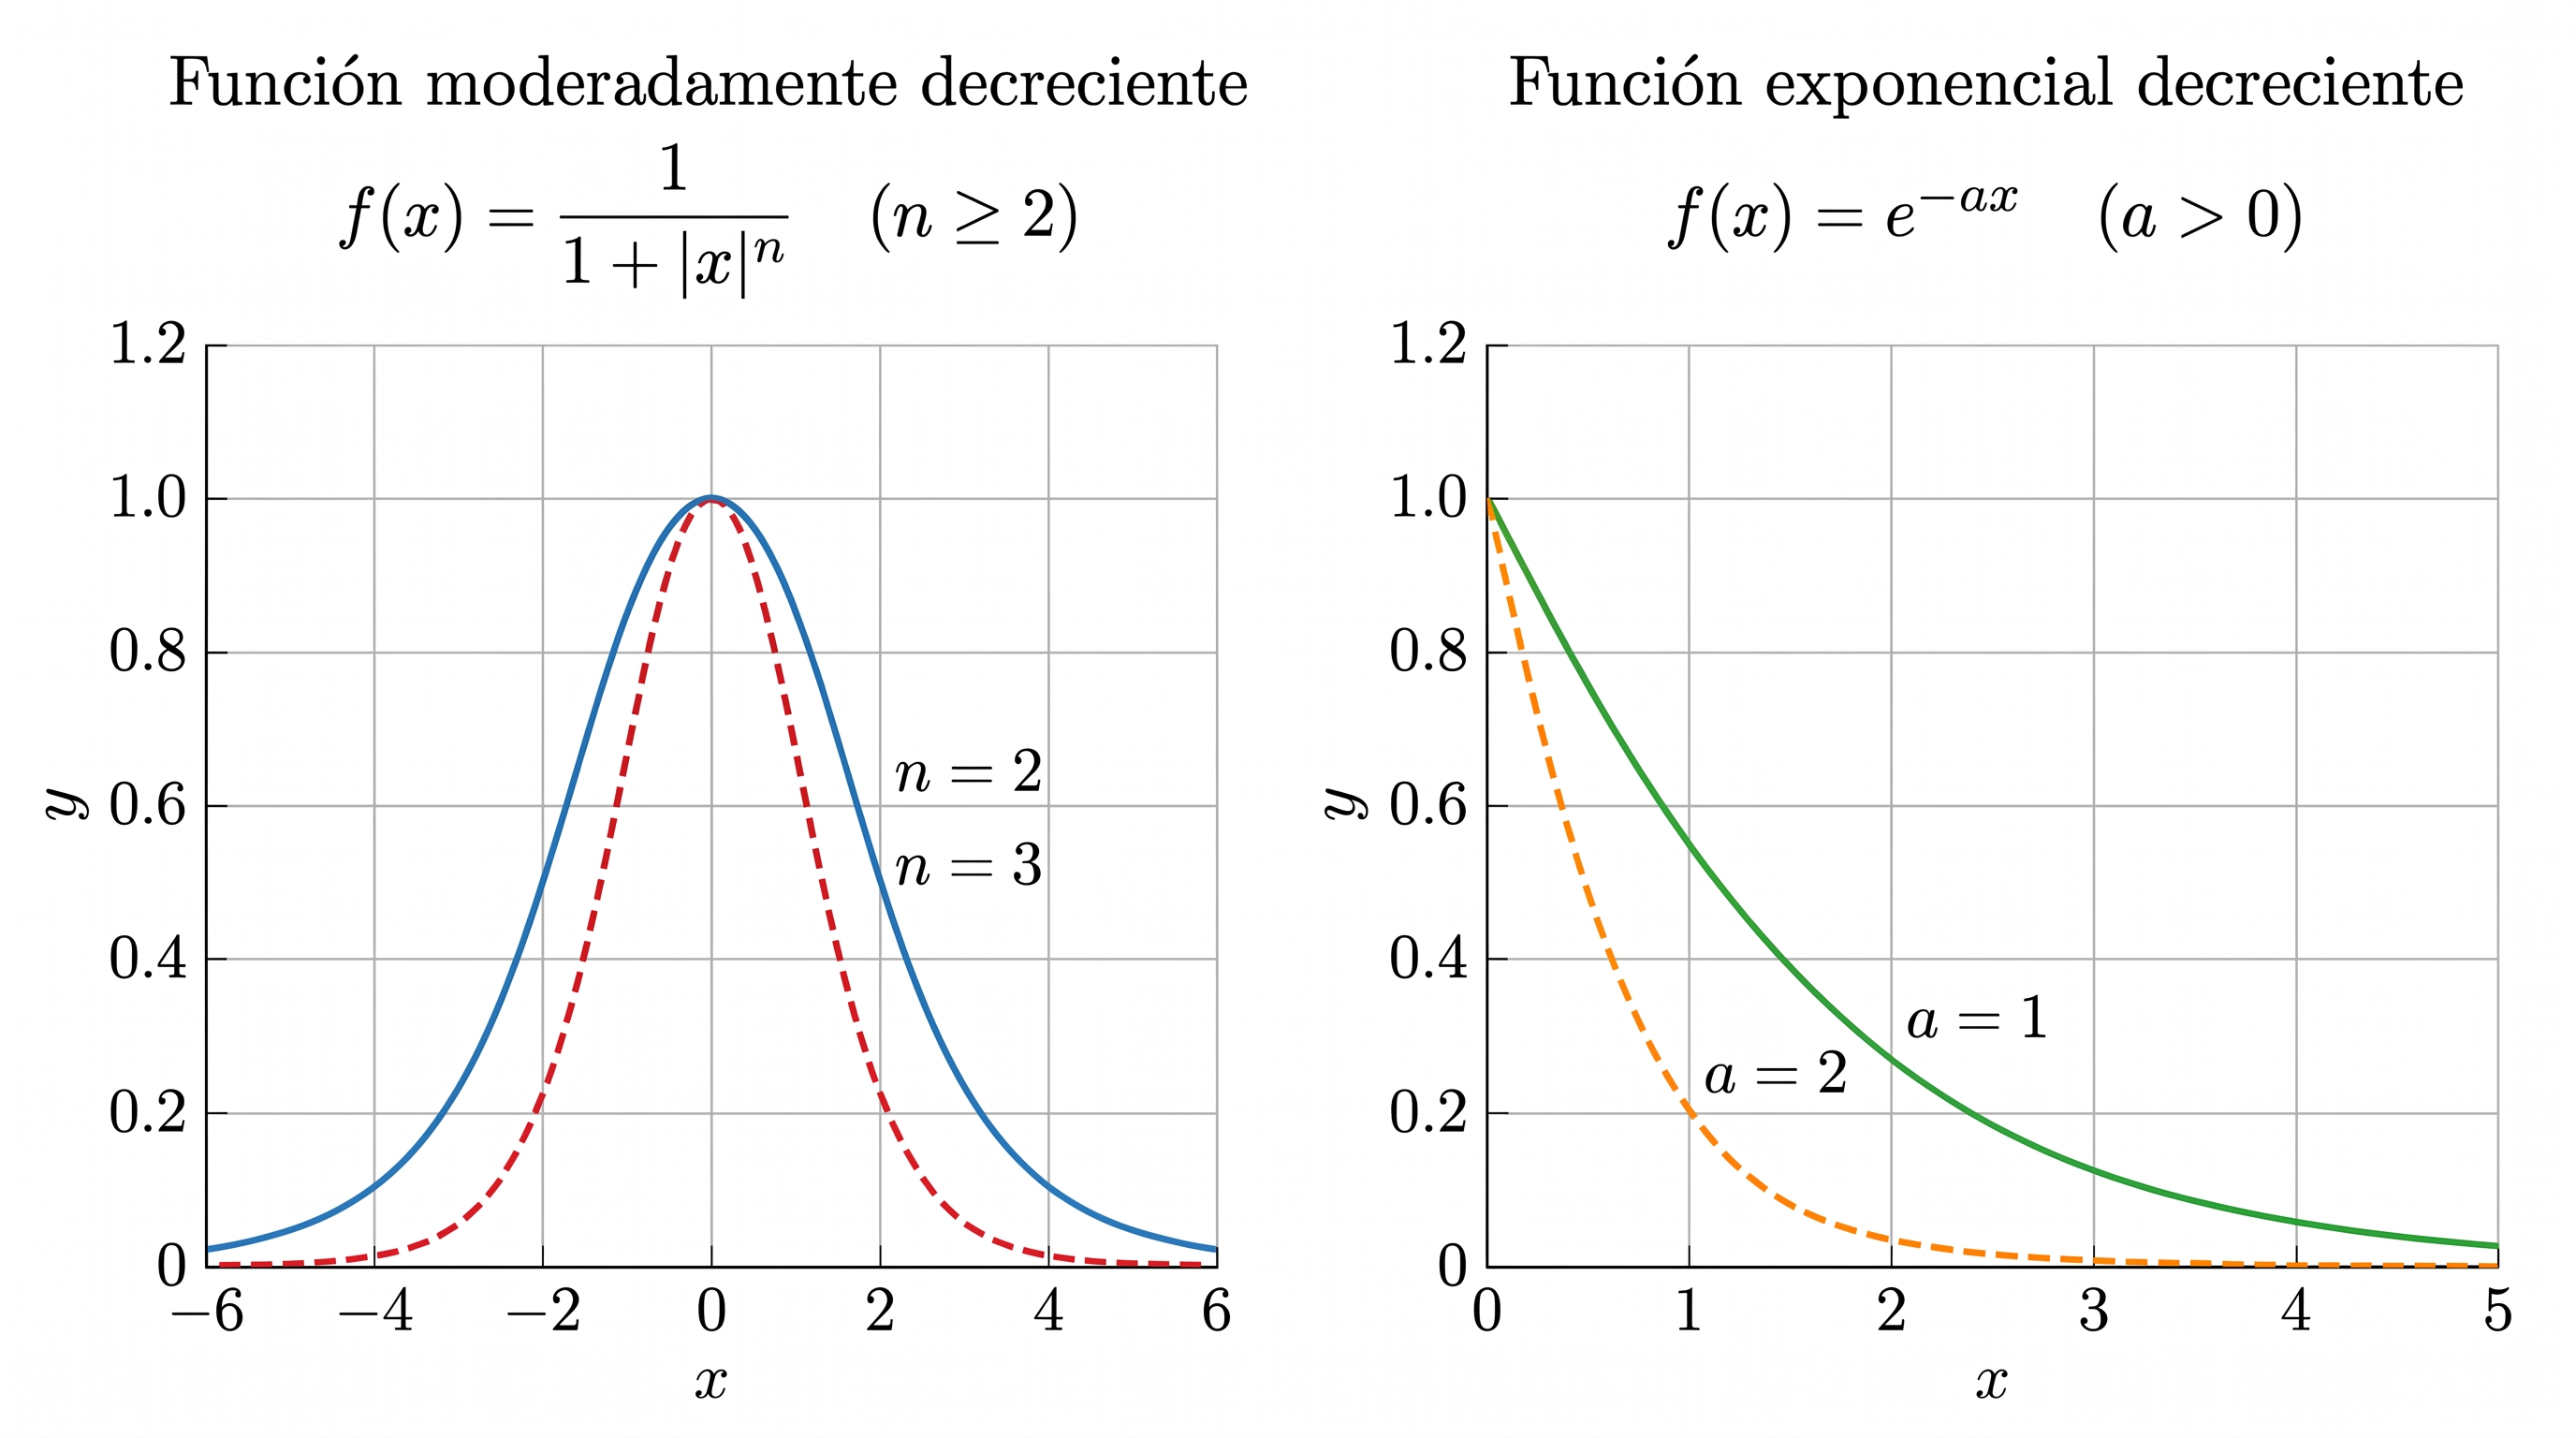 Función moderadamente decreciente
f(x) = 1 / (1 + |x|ⁿ) (n ≥ 2)
1.2
1.0
0.8
0.6
0.4
0.2
0
y
n = 2
n = 3
−6 −4 −2 0 2 4 6
x
Función exponencial decreciente
f(x) = e^{−ax} (a > 0)
1.2
1.0
0.8
0.6
0.4
0.2
0
y
a = 1
a = 2
0 1 2 3 4 5
x